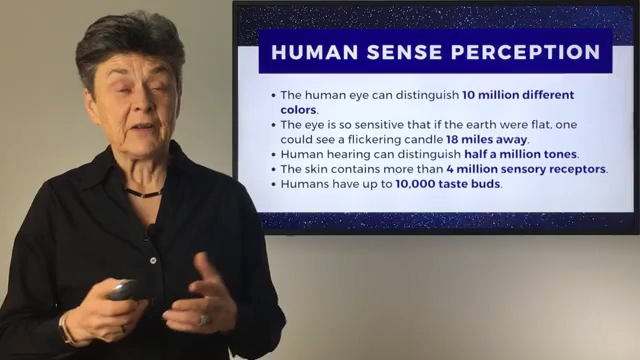 HUMAN SENSE PERCEPTION
• The human eye can distinguish 10 million different
colors.
• The eye is so sensitive that if the earth were flat, one
could see a flickering candle 18 miles away.
• Human hearing can distinguish half a million tones.
• The skin contains more than 4 million sensory receptors.
• Humans have up to 10,000 taste buds.